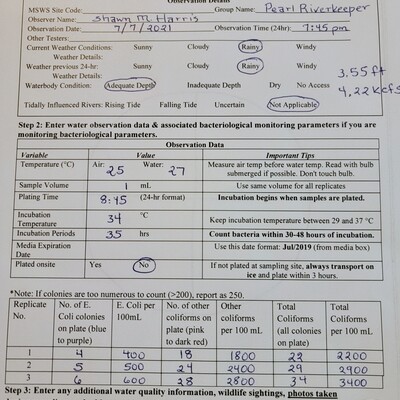 Observation Details
MSWS Site Code: Group Name: Pearl Riverkeeper
Observer Name: Shawn M Harris
Observation Date: 7/7/2021 Observation Time (24hr): 7:45 pm
Other Testers:
Current Weather Conditions: Sunny Cloudy Rainy Windy
Weather Details:
Weather previous 24-hr: Sunny Cloudy Rainy Windy
Weather Details:
3.55 ft
Waterbody Condition: Adequate Depth Inadequate Depth Dry No Access
4.22 Kcfs
Tidally Influenced Rivers: Rising Tide Falling Tide Uncertain Not Applicable
Step 2: Enter water observation data & associated bacteriological monitoring parameters if you are
monitoring bacteriological parameters.
Observation Data
Variable Value Important Tips
Temperature (°C) Air: 25 Water: 27 Measure air temp before water temp. Read with bulb
submerged if possible. Don't touch bulb.
Sample Volume 1 mL Use same volume for all replicates
Plating Time 8:45 (24-hr format) Incubation begins when samples are plated.
Incubation
Temperature 34 °C Keep incubation temperature between 29 and 37 °C
Incubation Periods 35 hrs Count bacteria within 30-48 hours of incubation.
Media Expiration
Date Use this date format: Jul/2019 (from media box)
Plated onsite Yes No If not plated at sampling site, always transport on
ice and plate within 3 hours.
*Note: If colonies are too numerous to count (>200), report as 250.
Replicate No. of E. E. Coli per No. of other Other Total Total
No. Coli colonies 100mL coliforms on coliforms Coliforms Coliforms
on plate (blue plate (pink per 100 mL (all colonies per 100 mL
to purple) to dark red) on plate)
1 4 400 18 1800 22 2200
2 5 500 24 2400 29 2900
3 6 600 28 2800 34 3400
Step 3: Enter any additional water quality information, wildlife sightings, photos taken